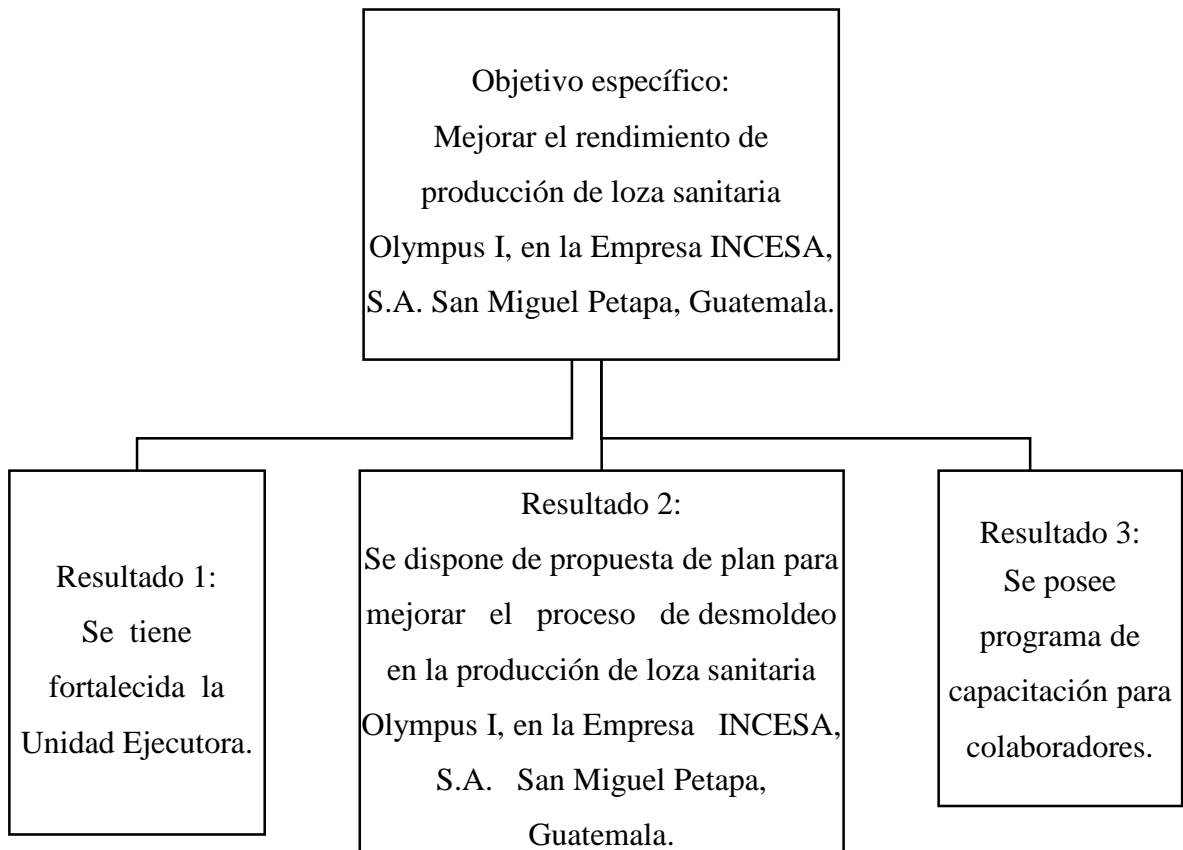 Objetivo específico:
Mejorar el rendimiento de
producción de loza sanitaria
Olympus I, en la Empresa INCESA,
S.A. San Miguel Petapa, Guatemala.
Resultado 1:
Se tiene
fortalecida la
Unidad Ejecutora.
Resultado 2:
Se dispone de propuesta de plan para
mejorar el proceso de desmoldeo
en la producción de loza sanitaria
Olympus I, en la Empresa INCESA,
S.A. San Miguel Petapa,
Guatemala.
Resultado 3:
Se posee
programa de
capacitación para
colaboradores.